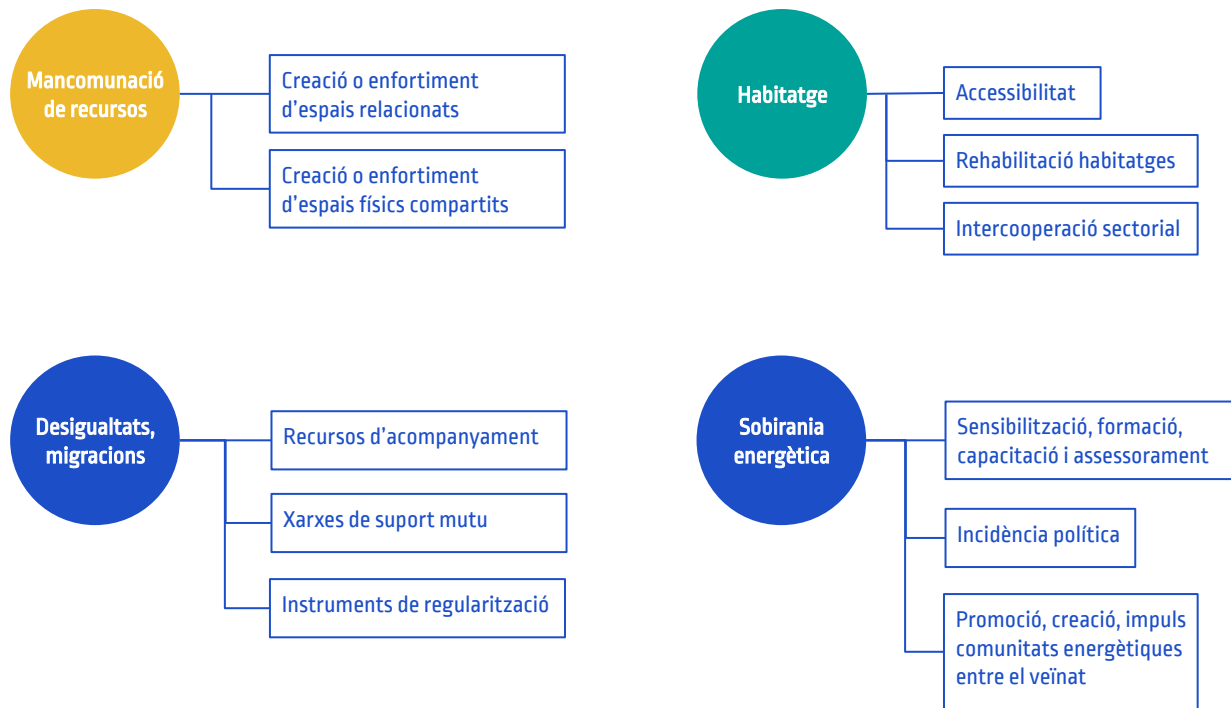 Mancomunació
de recursos
Creació o enfortiment
d’espais relacionats
Creació o enfortiment
d’espais físics compartits
Habitatge
Accessibilitat
Rehabilitació habitatges
Intercooperació sectorial
Desigualtats,
migracions
Recursos d’acompanyament
Xarxes de suport mutu
Instruments de regularització
Sobirania
energètica
Sensibilització, formació,
capacitació i assessorament
Incidència política
Promoció, creació, impuls
comunitats energètiques
entre el veïnat